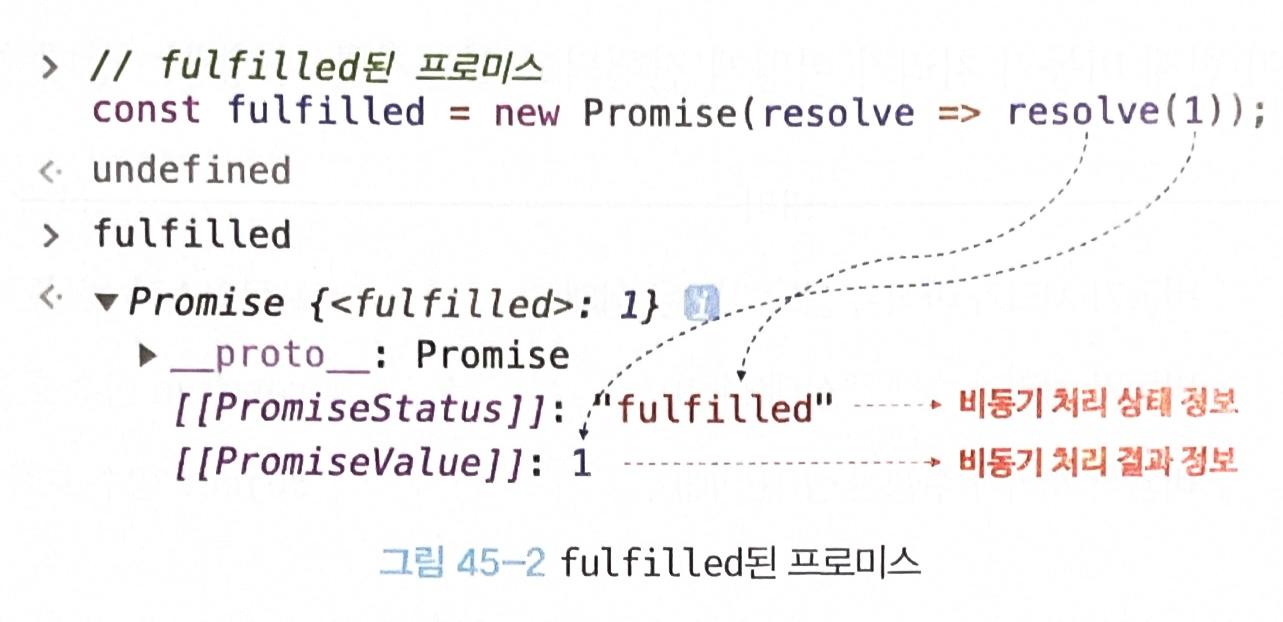 > // fulfilled된 프로미스
const fulfilled = new Promise(resolve => resolve(1));
<· undefined
> fulfilled
<· ▼Promise {<fulfilled>: 1} i
▶ __proto__: Promise
[[PromiseStatus]]: "fulfilled" 비동기 처리 상태 정보
[[PromiseValue]]: 1 비동기 처리 결과 정보
그림 45-2 fulfilled된 프로미스